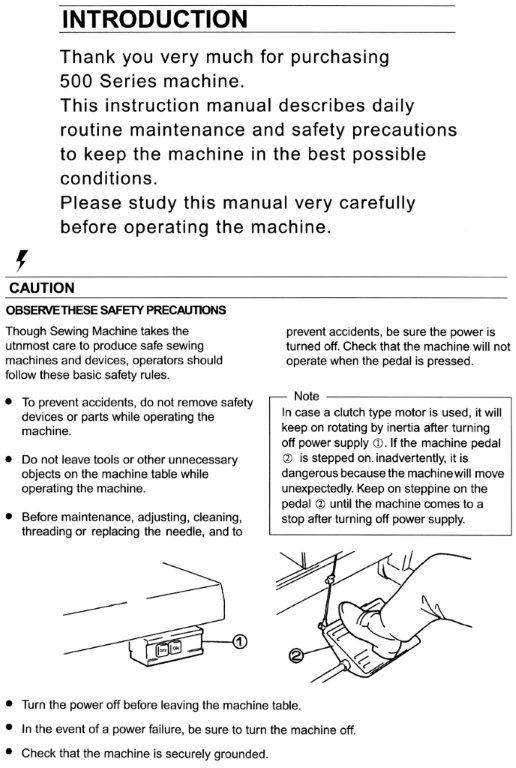 INTRODUCTION
Thank you very much for purchasing
500 Series machine.
This instruction manual describes daily
routine maintenance and safety precautions
to keep the machine in the best possible
conditions.
Please study this manual very carefully
before operating the machine.
CAUTION
OBSERVE THESE SAFETY PRECAUTIONS
Though Sewing Machine takes the
utnmost care to produce safe sewing
machines and devices, operators should
follow these basic safety rules.
● To prevent accidents, do not remove safety
devices or parts while operating the
machine.
● Do not leave tools or other unnecessary
objects on the machine table while
operating the machine.
● Before maintenance, adjusting, cleaning,
threading or replacing the needle, and to
prevent accidents, be sure the power is
turned off. Check that the machine will not
operate when the pedal is pressed.
Note
In case a clutch type motor is used, it will
keep on rotating by inertia after turning
off power supply ①. If the machine pedal
② is stepped on. inadvertently, it is
dangerous because the machine will move
unexpectedly. Keep on steppine on the
pedal ② until the machine comes to a
stop after turning off power supply.
OFF ON
①
②
● Turn the power off before leaving the machine table.
● In the event of a power failure, be sure to turn the machine off.
● Check that the machine is securely grounded.